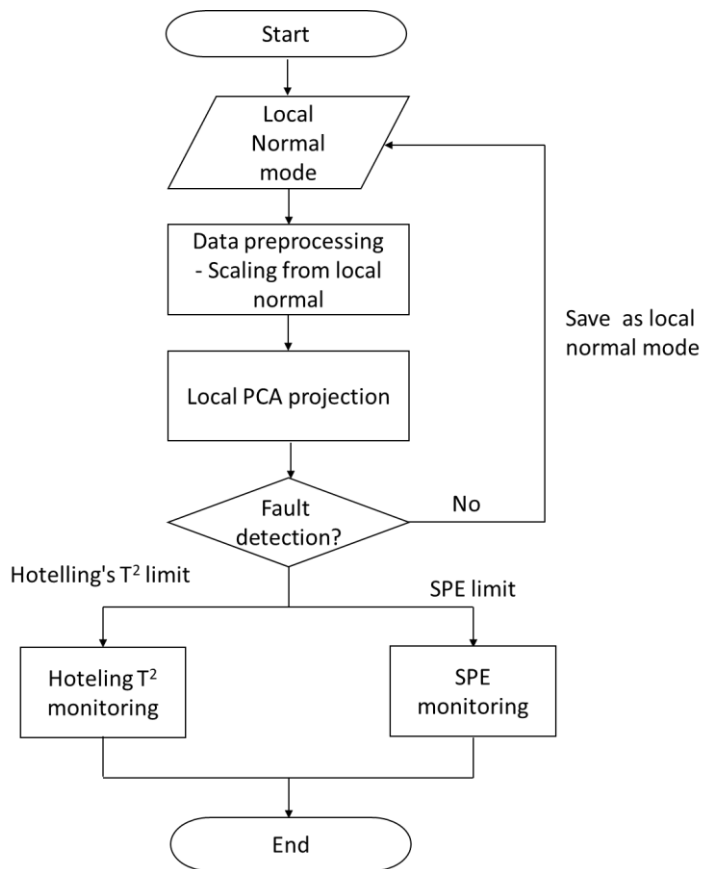 Start
Local
Normal
mode
Data preprocessing
- Scaling from local
normal
Save as local
normal mode
Local PCA projection
Fault
detection?
No
Hotelling's T² limit
SPE limit
Hoteling T²
monitoring
SPE
monitoring
End